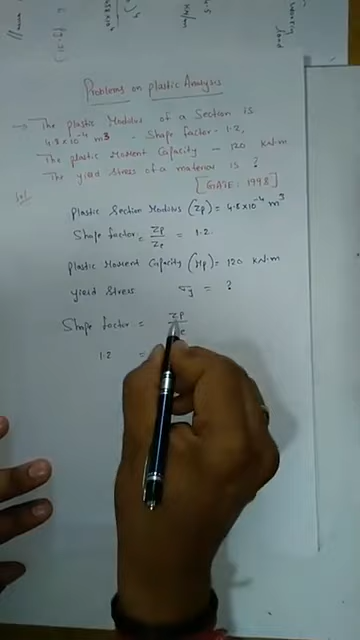 Problems on plastic Analysis
→ The plastic Modulus of a Section is
4.8×10⁻⁴ m³ - Shape factor - 1.2,
The plastic Moment Capacity - 120 kN.m
The yield stress of a material is ?
[GATE: 1998]
Sol
plastic Section Modulus (Zp) = 4.8×10⁻⁴ m³
Shape factor = Zp/Ze = 1.2.
plastic Moment Capacity (Mp) = 120 kN.m
yield stress σy = ?
Shape factor = Zp/Ze
1.2 =